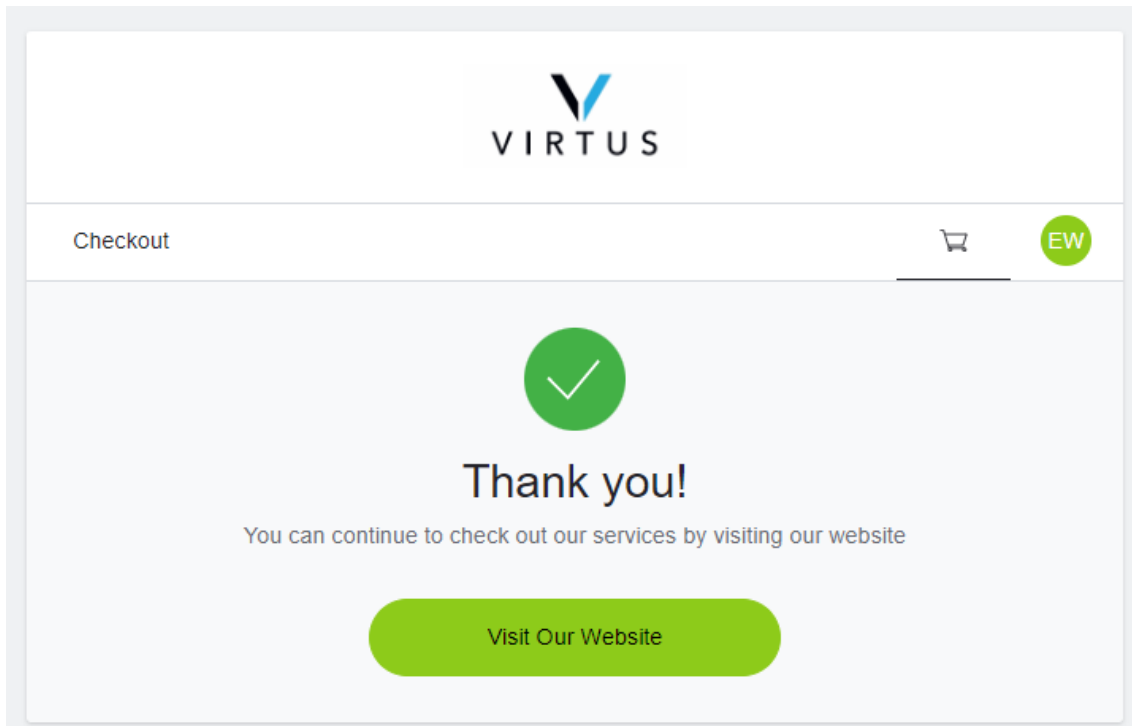 VIRTUS
Checkout
EW
Thank you!
You can continue to check out our services by visiting our website
Visit Our Website